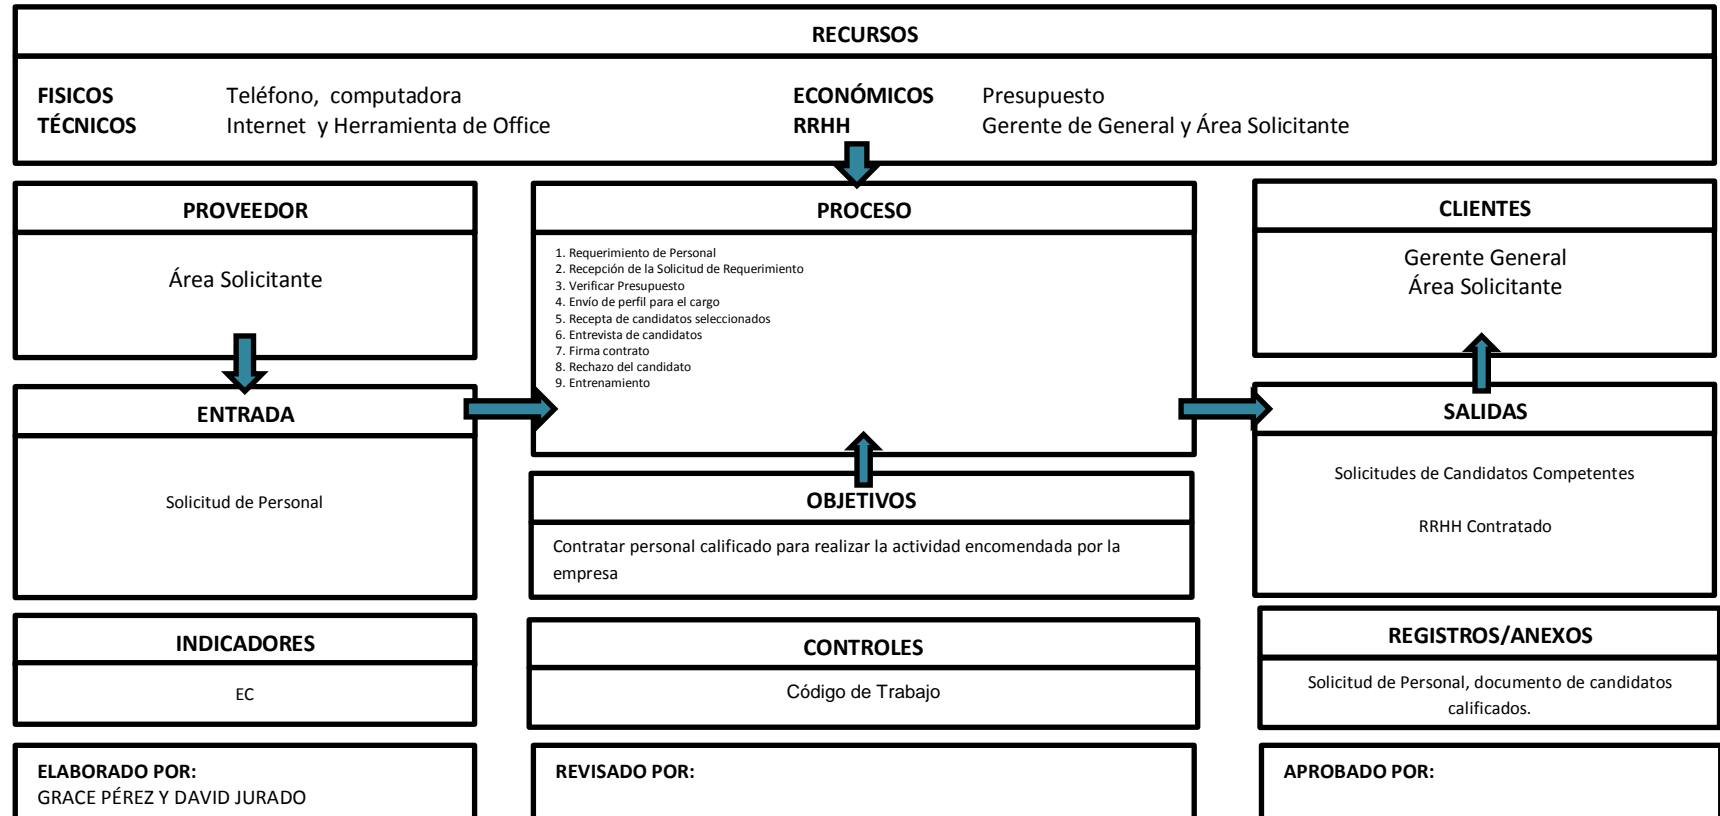 RECURSOS
FISICOS Teléfono, computadora ECONÓMICOS Presupuesto
TÉCNICOS Internet y Herramienta de Office RRHH Gerente de General y Área Solicitante
PROVEEDOR
Área Solicitante
PROCESO
1. Requerimiento de Personal
2. Recepción de la Solicitud de Requerimiento
3. Verificar Presupuesto
4. Envío de perfil para el cargo
5. Recepta de candidatos seleccionados
6. Entrevista de candidatos
7. Firma contrato
8. Rechazo del candidato
9. Entrenamiento
CLIENTES
Gerente General
Área Solicitante
ENTRADA
Solicitud de Personal
OBJETIVOS
Contratar personal calificado para realizar la actividad encomendada por la
empresa
SALIDAS
Solicitudes de Candidatos Competentes
RRHH Contratado
INDICADORES
EC
CONTROLES
Código de Trabajo
REGISTROS/ANEXOS
Solicitud de Personal, documento de candidatos
calificados.
ELABORADO POR:
GRACE PÉREZ Y DAVID JURADO
REVISADO POR:
APROBADO POR: